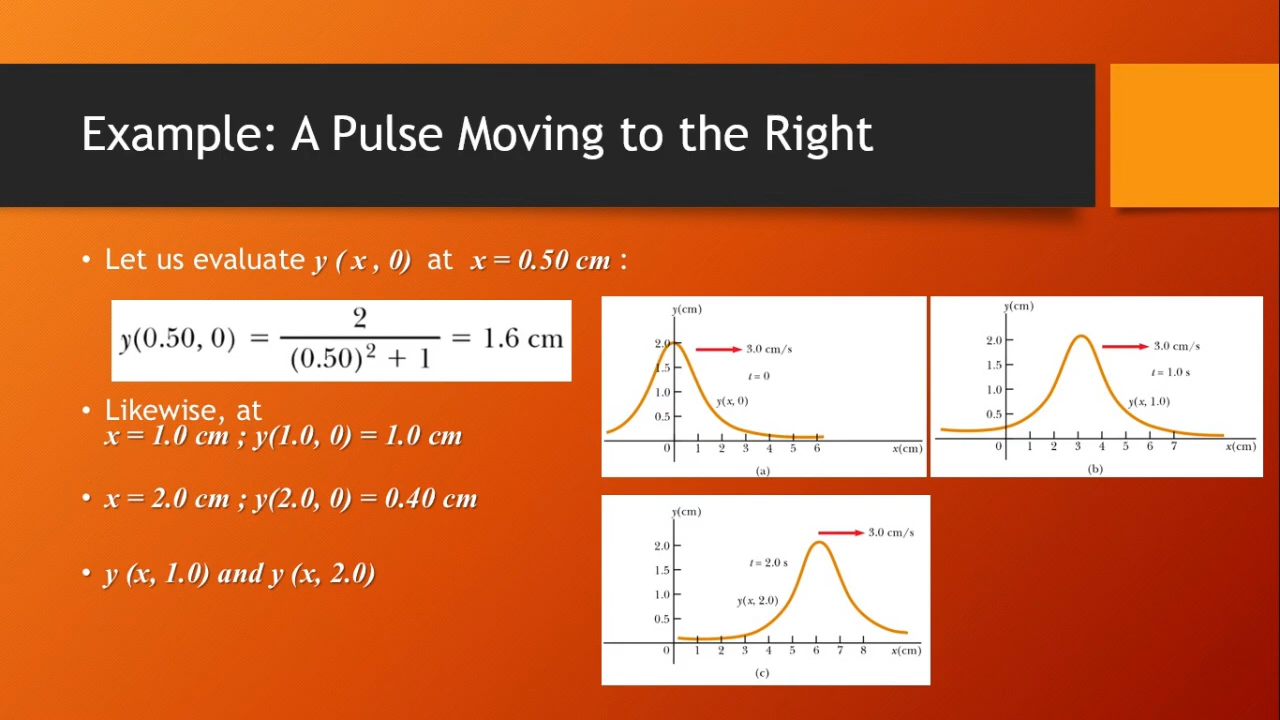 Example: A Pulse Moving to the Right
• Let us evaluate y ( x , 0) at x = 0.50 cm :
y(0.50, 0) = 2 / ((0.50)² + 1) = 1.6 cm
• Likewise, at
x = 1.0 cm ; y(1.0, 0) = 1.0 cm
• x = 2.0 cm ; y(2.0, 0) = 0.40 cm
• y (x, 1.0) and y (x, 2.0)
y(cm)
2.0
3.0 cm/s
1.5
t = 0
1.0
y(x, 0)
0.5
0 1 2 3 4 5 6 x(cm)
(a)
y(cm)
2.0
3.0 cm/s
1.5
t = 1.0 s
1.0
y(x, 1.0)
0.5
0 1 2 3 4 5 6 7 x(cm)
(b)
y(cm)
3.0 cm/s
2.0
1.5
t = 2.0 s
1.0
y(x, 2.0)
0.5
0 1 2 3 4 5 6 7 8 x(cm)
(c)